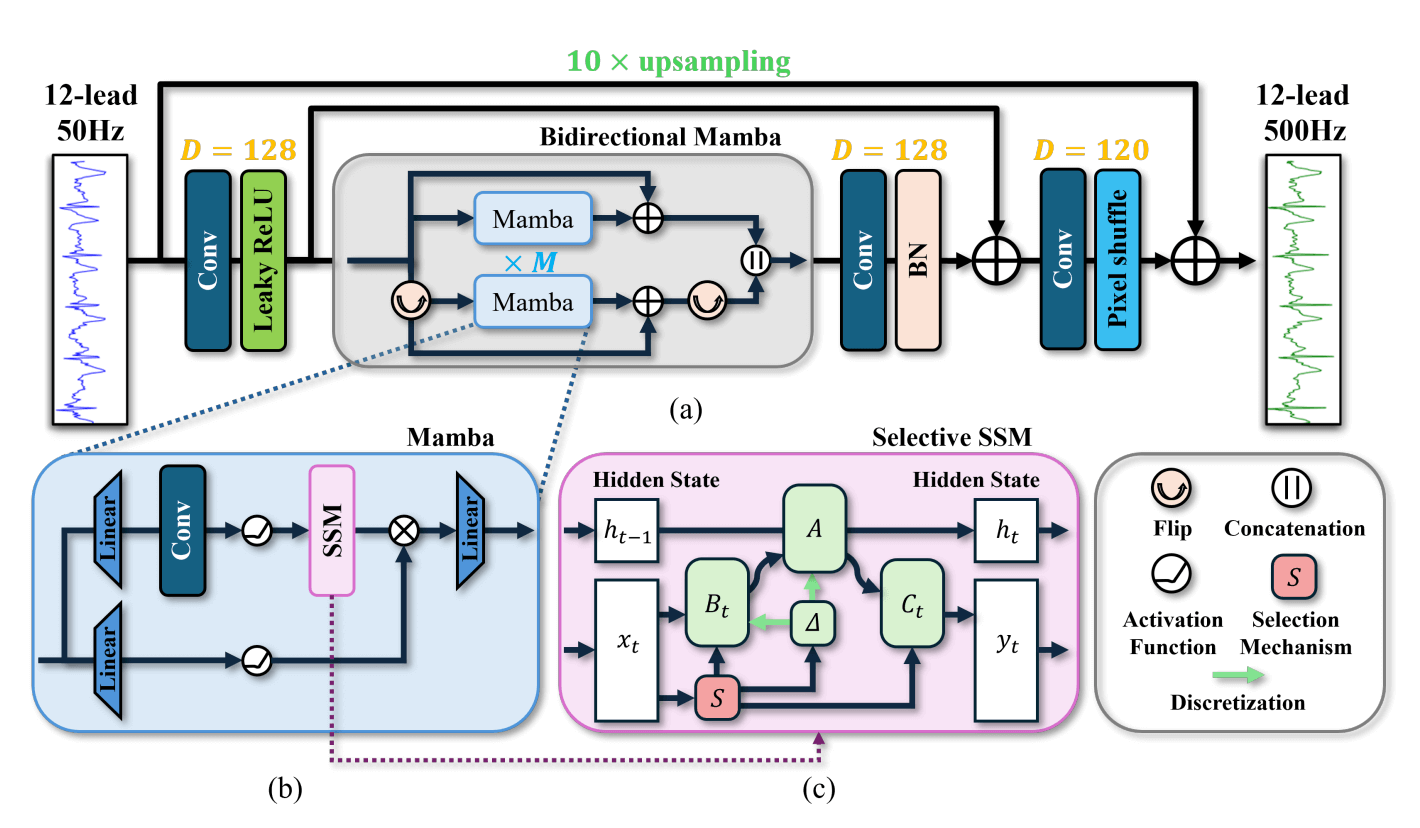 10 × upsampling
12-lead
50Hz
12-lead
500Hz
D = 128
Bidirectional Mamba
D = 128
D = 120
Conv
Leaky ReLU
Mamba
× M
Mamba
Conv
BN
Conv
Pixel shuffle
(a)
Mamba
Linear
Conv
SSM
Linear
Linear
(b)
Selective SSM
Hidden State
Hidden State
h_{t−1}
A
h_t
B_t
Δ
C_t
x_t
y_t
S
(c)
Flip
Concatenation
S
Activation
Function
Selection
Mechanism
Discretization